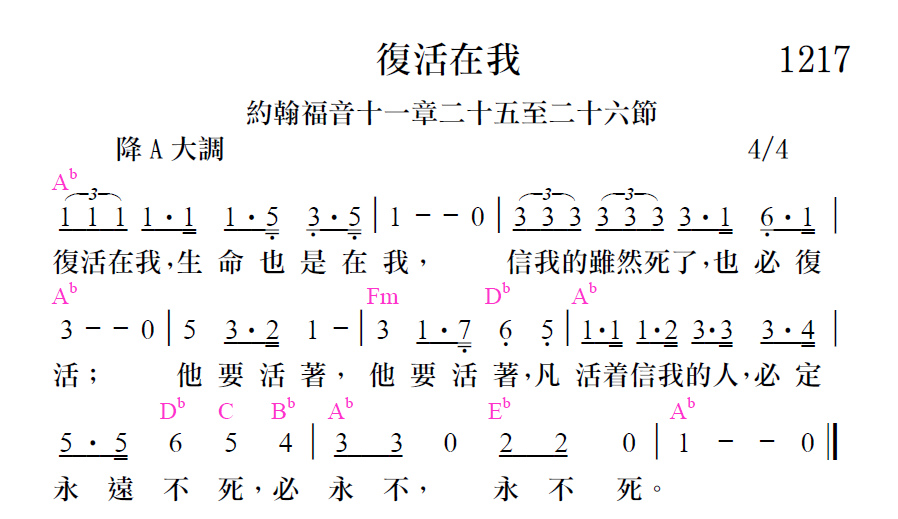 復活在我 1217
約翰福音十一章二十五至二十六節
降A大調 4/4
A♭
1 1 1 1·1 1·5 3·5 | 1 - - 0 | 3 3 3 3 3 3 3·1 6·1 |
復活在我,生命也是在我, 信我的雖然死了,也必復
A♭ Fm D♭ A♭
3 - - 0 | 5 3·2 1 - | 3 1·7 6 5 | 1·1 1·2 3·3 3·4 |
活; 他要活著,他要活著,凡活着信我的人,必定
D♭ C B♭ A♭ E♭ A♭
5·5 6 5 4 | 3 3 0 2 2 0 | 1 - - 0 ‖
永遠不死,必永不, 永不死。